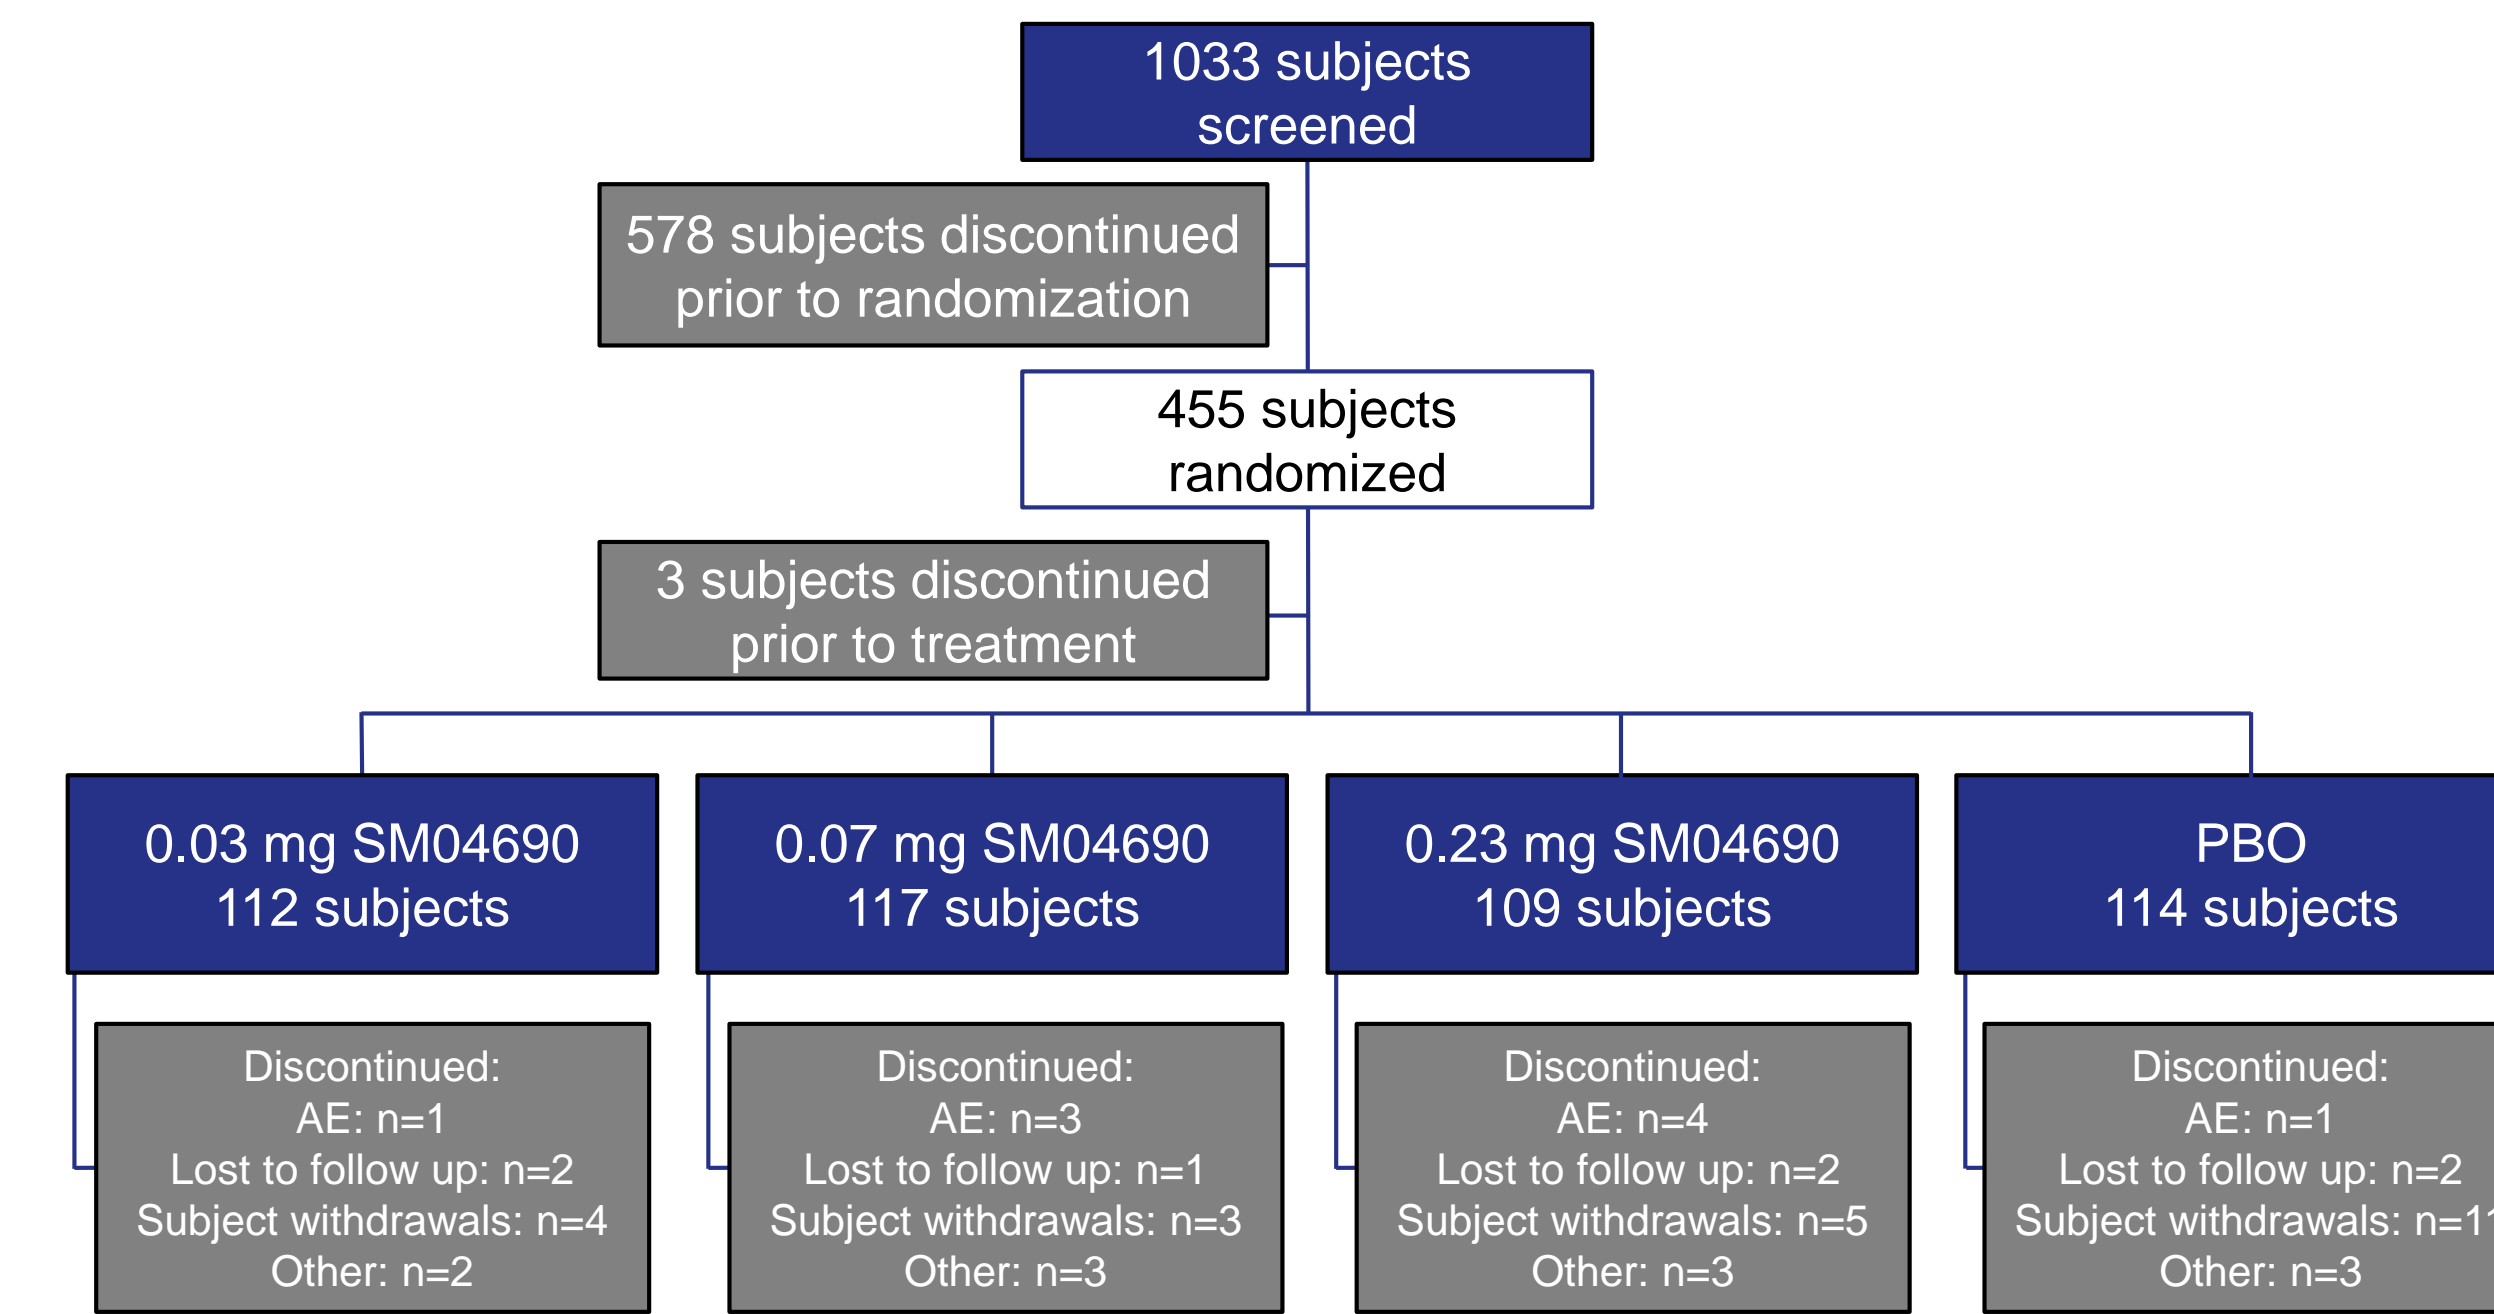 1033 subjects
screened
578 subjects discontinued
prior to randomization
455 subjects
randomized
3 subjects discontinued
prior to treatment
0.03 mg SM04690
112 subjects
0.07 mg SM04690
117 subjects
0.23 mg SM04690
109 subjects
PBO
114 subjects
Discontinued:
AE: n=1
Lost to follow up: n=2
Subject withdrawals: n=4
Other: n=2
Discontinued:
AE: n=3
Lost to follow up: n=1
Subject withdrawals: n=3
Other: n=3
Discontinued:
AE: n=4
Lost to follow up: n=2
Subject withdrawals: n=5
Other: n=3
Discontinued:
AE: n=1
Lost to follow up: n=2
Subject withdrawals: n=11
Other: n=3